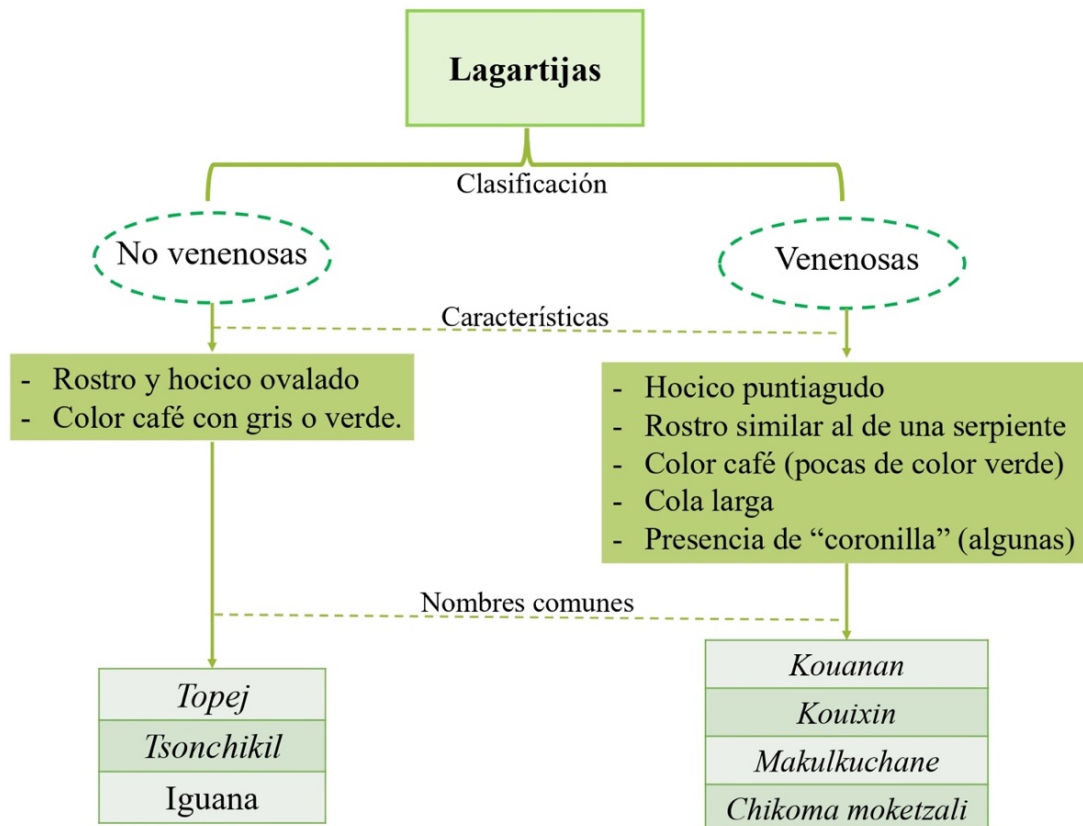 Lagartijas
Clasificación
No venenosas
Venenosas
Características
- Rostro y hocico ovalado
- Color café con gris o verde.
- Hocico puntiagudo
- Rostro similar al de una serpiente
- Color café (pocas de color verde)
- Cola larga
- Presencia de “coronilla” (algunas)
Nombres comunes
Topej
Tsonchikil
Iguana
Kouanan
Kouixin
Makulkuchane
Chikoma moketzali